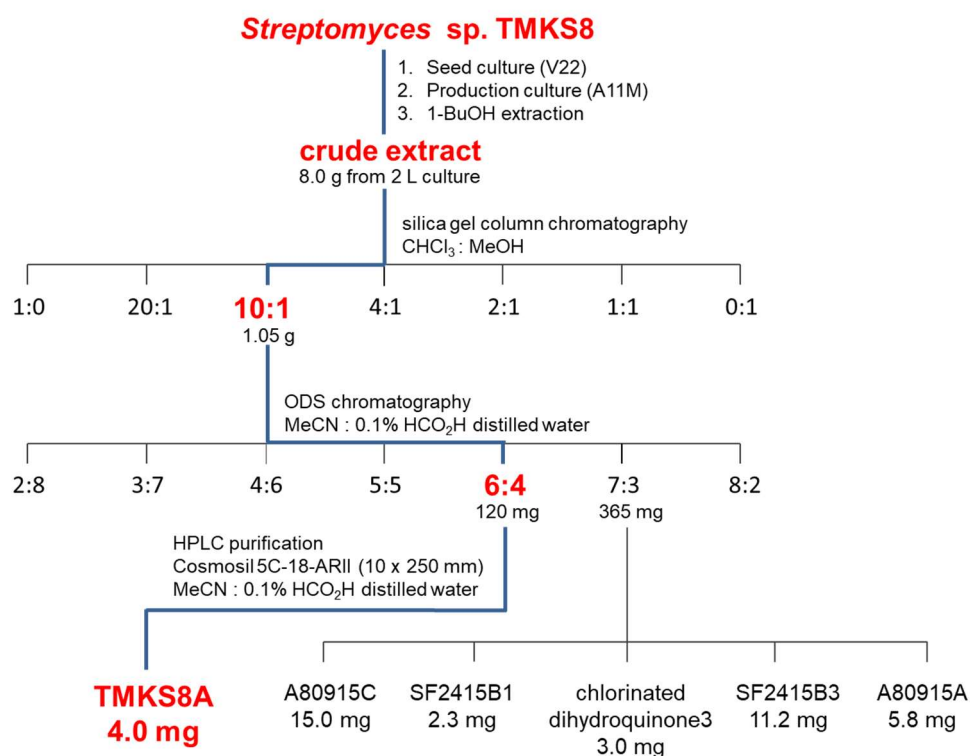 Streptomyces sp. TMKS8
1. Seed culture (V22)
2. Production culture (A11M)
3. 1-BuOH extraction
crude extract
8.0 g from 2 L culture
silica gel column chromatography
CHCl₃ : MeOH
1:0 20:1 10:1 4:1 2:1 1:1 0:1
1.05 g
ODS chromatography
MeCN : 0.1% HCO₂H distilled water
2:8 3:7 4:6 5:5 6:4 7:3 8:2
120 mg 365 mg
HPLC purification
Cosmosil 5C-18-ARII (10 x 250 mm)
MeCN : 0.1% HCO₂H distilled water
TMKS8A
4.0 mg
A80915C
15.0 mg
SF2415B1
2.3 mg
chlorinated
dihydroquinone3
3.0 mg
SF2415B3
11.2 mg
A80915A
5.8 mg